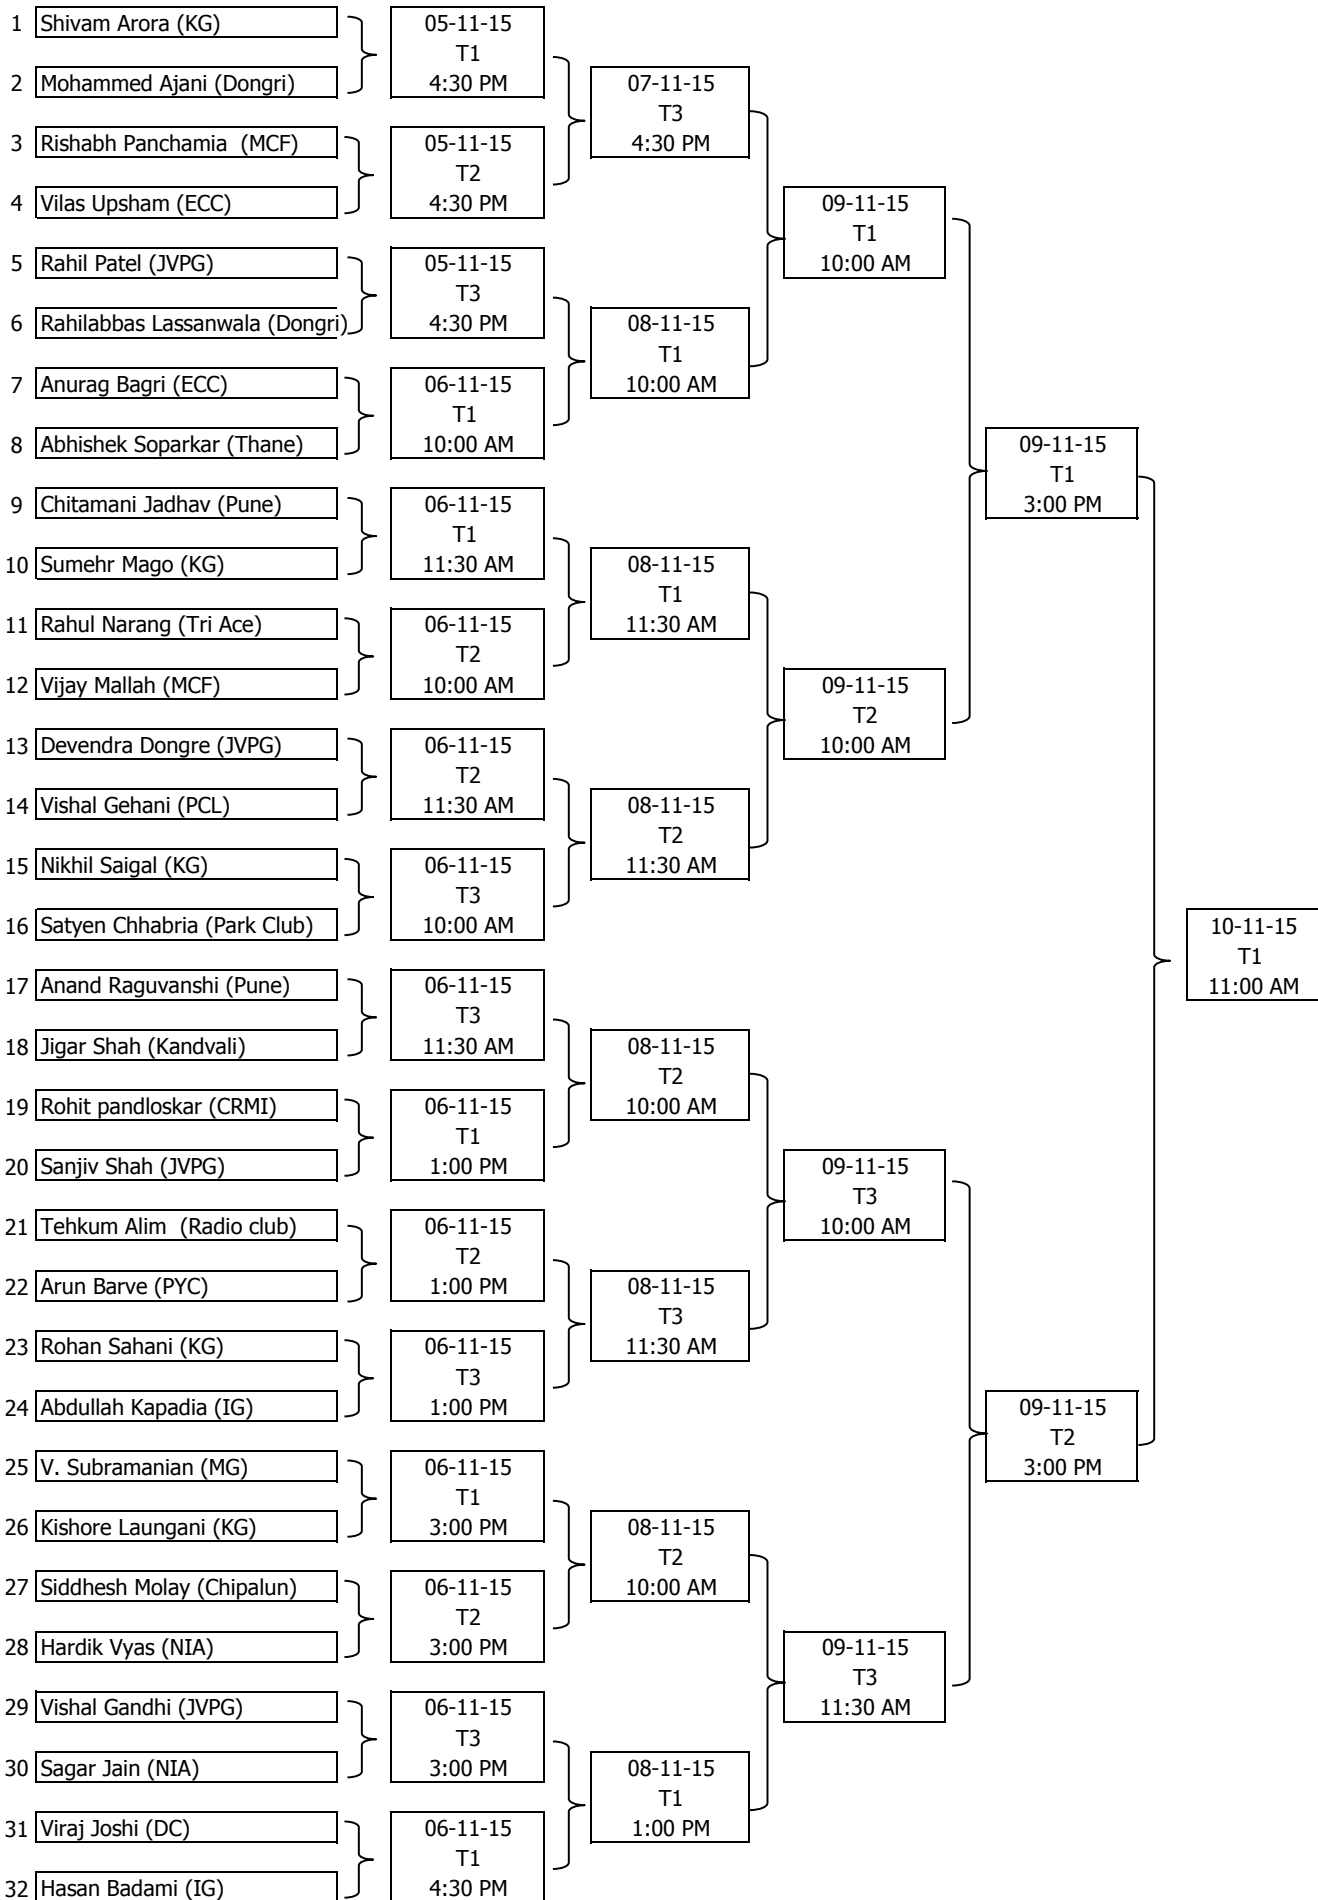 1 Shivam Arora (KG)
05-11-15
T1
2 Mohammed Ajani (Dongri)
4:30 PM
07-11-15
T3
3 Rishabh Panchamia (MCF)
05-11-15
4:30 PM
T2
4 Vilas Upsham (ECC)
4:30 PM
09-11-15
T1
5 Rahil Patel (JVPG)
05-11-15
10:00 AM
T3
6 Rahilabbas Lassanwala (Dongri)
4:30 PM
08-11-15
T1
7 Anurag Bagri (ECC)
06-11-15
10:00 AM
T1
8 Abhishek Soparkar (Thane)
10:00 AM
09-11-15
T1
9 Chitamani Jadhav (Pune)
06-11-15
3:00 PM
T1
10 Sumehr Mago (KG)
11:30 AM
08-11-15
T1
11 Rahul Narang (Tri Ace)
06-11-15
11:30 AM
T2
12 Vijay Mallah (MCF)
10:00 AM
09-11-15
T2
13 Devendra Dongre (JVPG)
06-11-15
10:00 AM
T2
14 Vishal Gehani (PCL)
11:30 AM
08-11-15
T2
15 Nikhil Saigal (KG)
06-11-15
11:30 AM
T3
16 Satyen Chhabria (Park Club)
10:00 AM
10-11-15
T1
17 Anand Raguvanshi (Pune)
06-11-15
11:00 AM
T3
18 Jigar Shah (Kandvali)
11:30 AM
08-11-15
T2
19 Rohit pandloskar (CRMI)
06-11-15
10:00 AM
T1
20 Sanjiv Shah (JVPG)
1:00 PM
09-11-15
T3
21 Tehkum Alim (Radio club)
06-11-15
10:00 AM
T2
22 Arun Barve (PYC)
1:00 PM
08-11-15
T3
23 Rohan Sahani (KG)
06-11-15
11:30 AM
T3
24 Abdullah Kapadia (IG)
1:00 PM
09-11-15
T2
25 V. Subramanian (MG)
06-11-15
3:00 PM
T1
26 Kishore Laungani (KG)
3:00 PM
08-11-15
T2
27 Siddhesh Molay (Chipalun)
06-11-15
10:00 AM
T2
28 Hardik Vyas (NIA)
3:00 PM
09-11-15
T3
29 Vishal Gandhi (JVPG)
06-11-15
11:30 AM
T3
30 Sagar Jain (NIA)
3:00 PM
08-11-15
T1
31 Viraj Joshi (DC)
06-11-15
1:00 PM
T1
32 Hasan Badami (IG)
4:30 PM